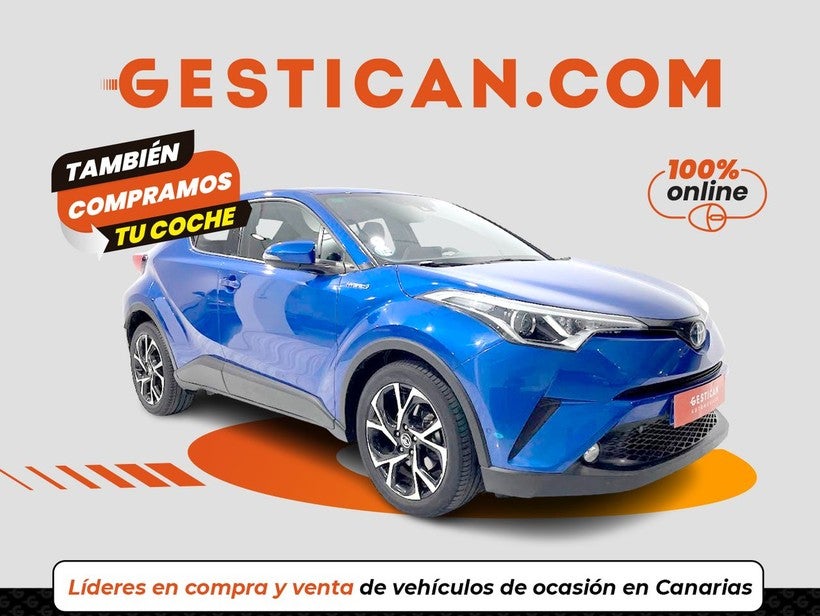 GESTICAN.COM
TAMBIÉN
COMPRAMOS
TU COCHE
100%
online
GESTICAN
Líderes en compra y venta de vehículos de ocasión en Canarias